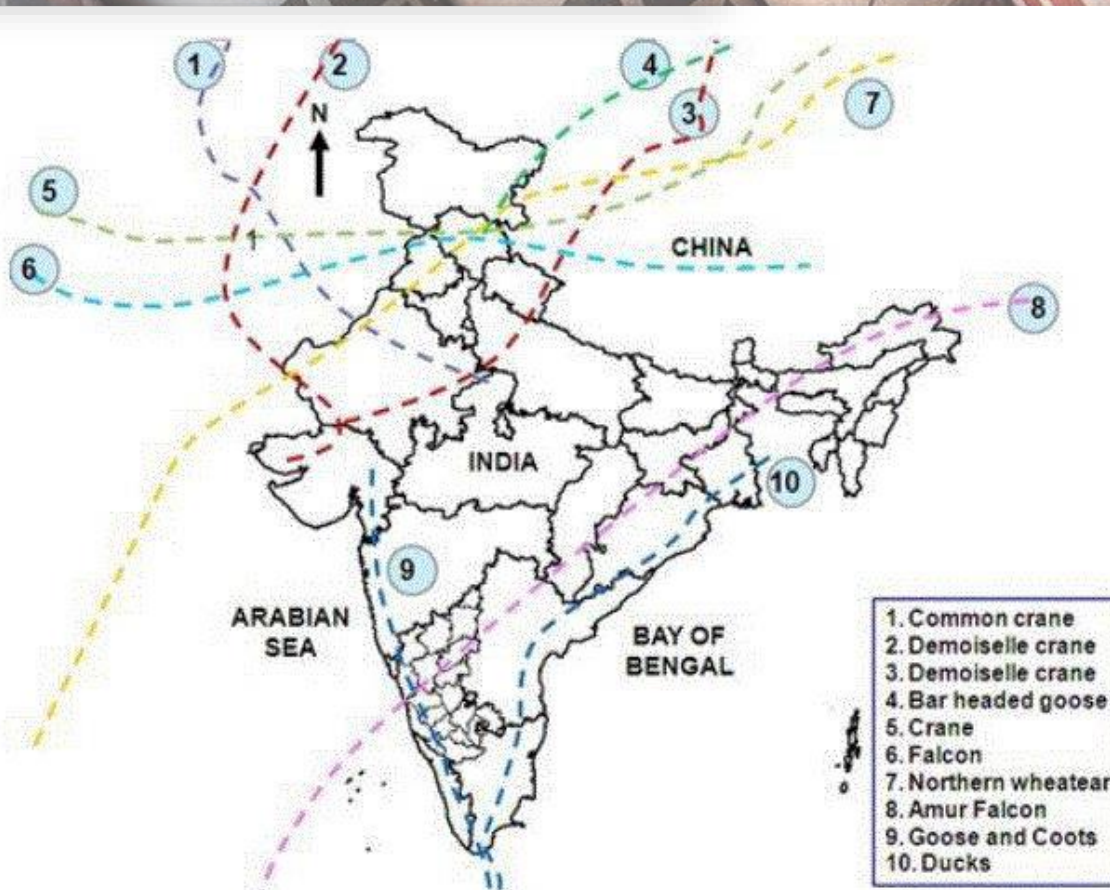 1
2
4
N
3
7
5
1
CHINA
6
8
INDIA
10
9
ARABIAN
SEA
BAY OF
BENGAL
1. Common crane
2. Demoiselle crane
3. Demoiselle crane
4. Bar headed goose
5. Crane
6. Falcon
7. Northern wheatear
8. Amur Falcon
9. Goose and Coots
10. Ducks